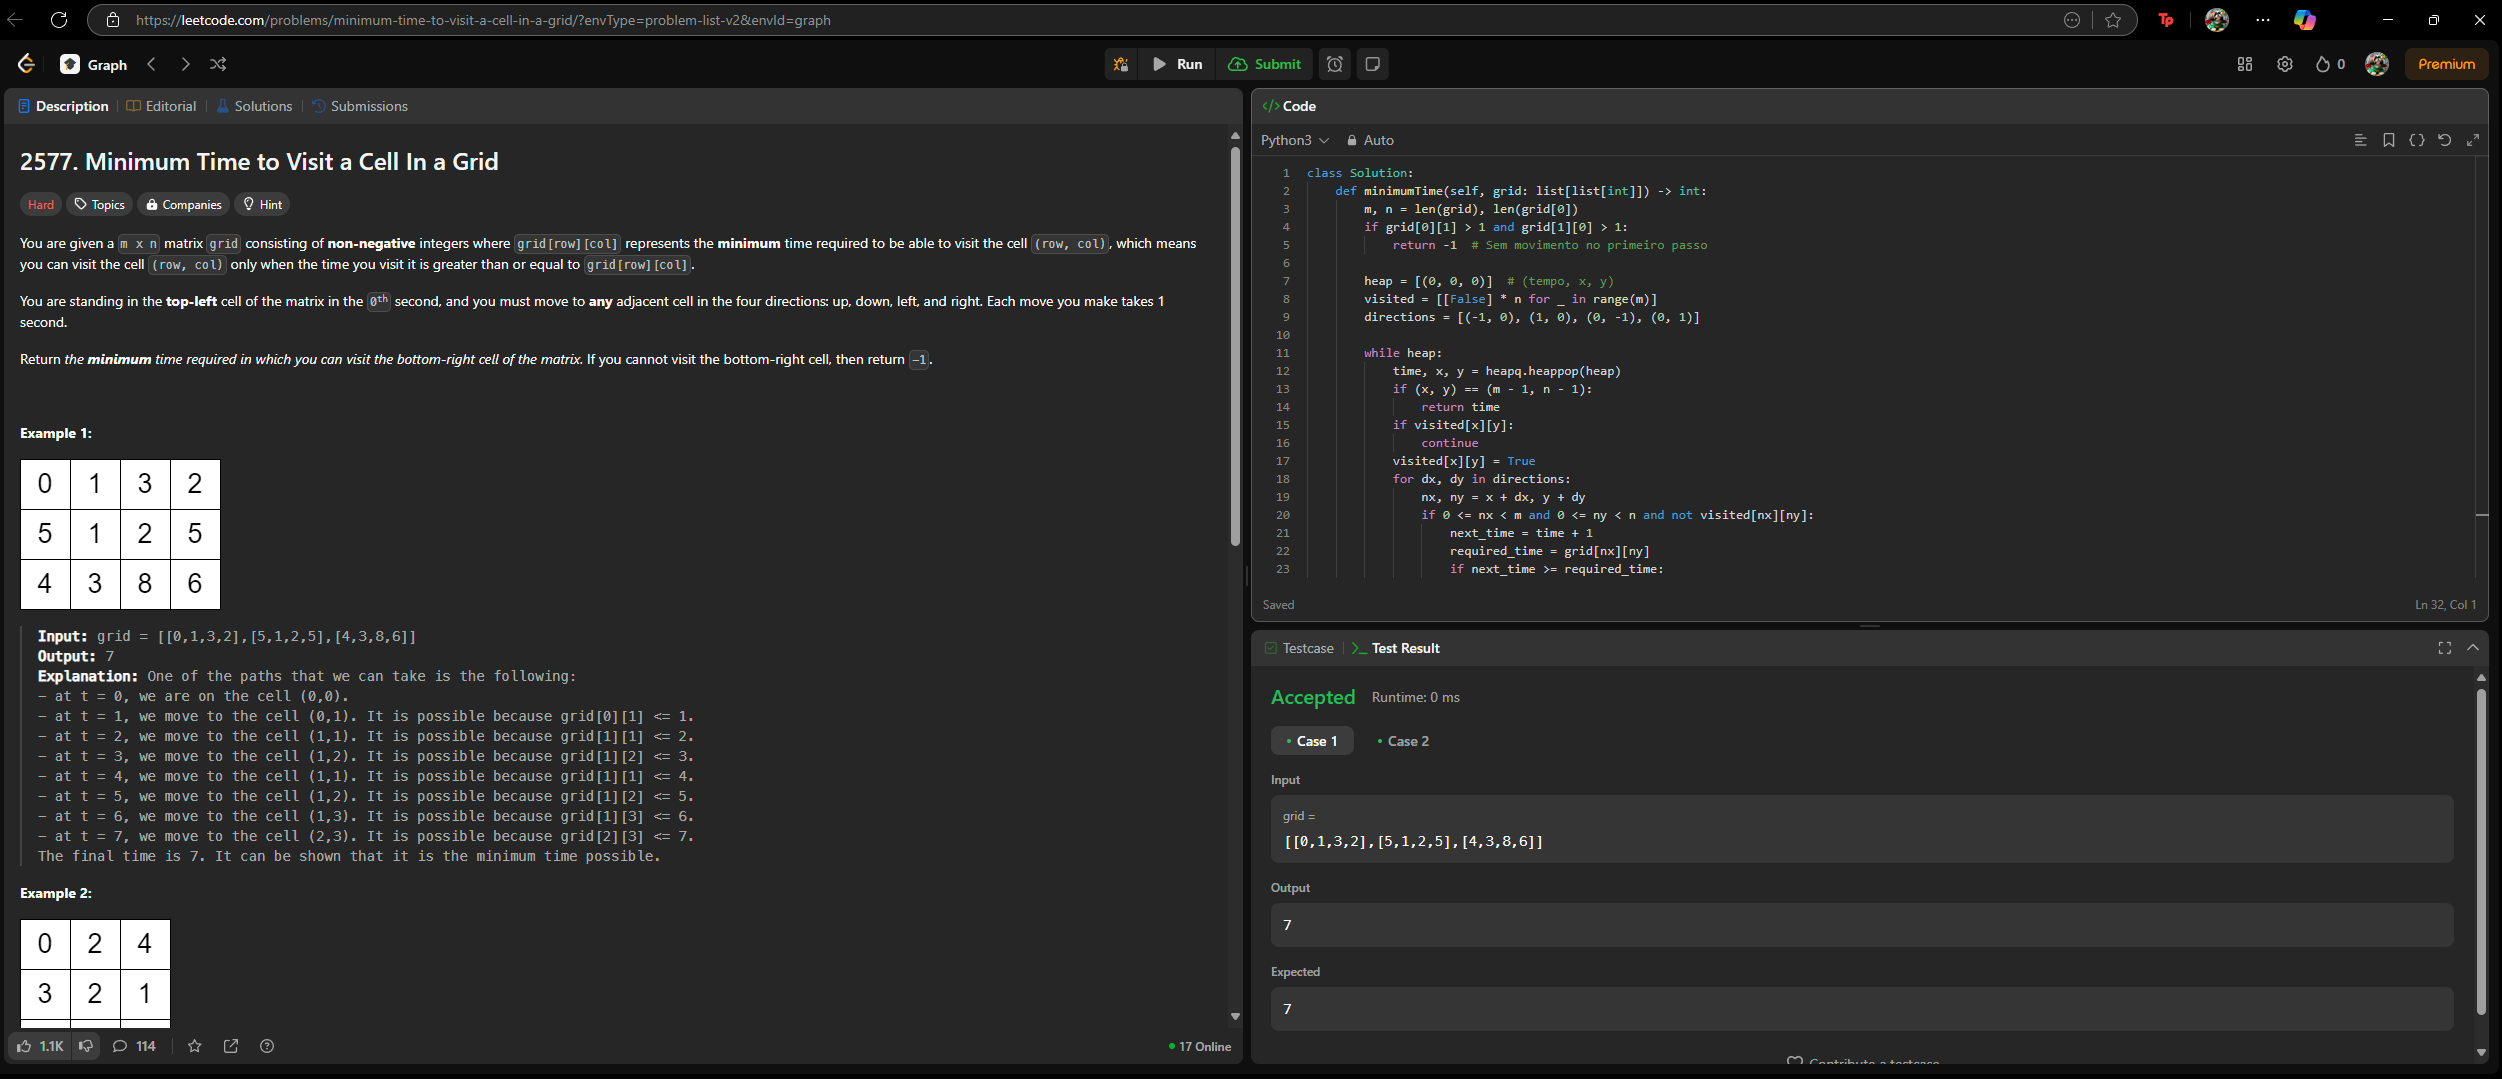 https://leetcode.com/problems/minimum-time-to-visit-a-cell-in-a-grid/?envType=problem-list-v2&envId=graph
Tp
Graph
Run
Submit
0
Premium
Description
Editorial
Solutions
Submissions
2577. Minimum Time to Visit a Cell In a Grid
Hard
Topics
Companies
Hint
You are given a m x n matrix grid consisting of non-negative integers where grid[row][col] represents the minimum time required to be able to visit the cell (row, col), which means
you can visit the cell (row, col) only when the time you visit it is greater than or equal to grid[row][col].
You are standing in the top-left cell of the matrix in the 0th second, and you must move to any adjacent cell in the four directions: up, down, left, and right. Each move you make takes 1
second.
Return the minimum time required in which you can visit the bottom-right cell of the matrix. If you cannot visit the bottom-right cell, then return -1.
Example 1:
0 1 3 2
5 1 2 5
4 3 8 6
Input: grid = [[0,1,3,2],[5,1,2,5],[4,3,8,6]]
Output: 7
Explanation: One of the paths that we can take is the following:
- at t = 0, we are on the cell (0,0).
- at t = 1, we move to the cell (0,1). It is possible because grid[0][1] <= 1.
- at t = 2, we move to the cell (1,1). It is possible because grid[1][1] <= 2.
- at t = 3, we move to the cell (1,2). It is possible because grid[1][2] <= 3.
- at t = 4, we move to the cell (1,1). It is possible because grid[1][1] <= 4.
- at t = 5, we move to the cell (1,2). It is possible because grid[1][2] <= 5.
- at t = 6, we move to the cell (1,3). It is possible because grid[1][3] <= 6.
- at t = 7, we move to the cell (2,3). It is possible because grid[2][3] <= 7.
The final time is 7. It can be shown that it is the minimum time possible.
Example 2:
0 2 4
3 2 1
1.1K
114
17 Online
Code
Python3
Auto
1 class Solution:
2 def minimumTime(self, grid: list[list[int]]) -> int:
3 m, n = len(grid), len(grid[0])
4 if grid[0][1] > 1 and grid[1][0] > 1:
5 return -1 # Sem movimento no primeiro passo
6
7 heap = [(0, 0, 0)] # (tempo, x, y)
8 visited = [[False] * n for _ in range(m)]
9 directions = [(-1, 0), (1, 0), (0, -1), (0, 1)]
10
11 while heap:
12 time, x, y = heapq.heappop(heap)
13 if (x, y) == (m - 1, n - 1):
14 return time
15 if visited[x][y]:
16 continue
17 visited[x][y] = True
18 for dx, dy in directions:
19 nx, ny = x + dx, y + dy
20 if 0 <= nx < m and 0 <= ny < n and not visited[nx][ny]:
21 next_time = time + 1
22 required_time = grid[nx][ny]
23 if next_time >= required_time:
Saved
Ln 32, Col 1
Testcase
Test Result
Accepted
Runtime: 0 ms
Case 1
Case 2
Input
grid =
[[0,1,3,2],[5,1,2,5],[4,3,8,6]]
Output
7
Expected
7
Contribute a testcase